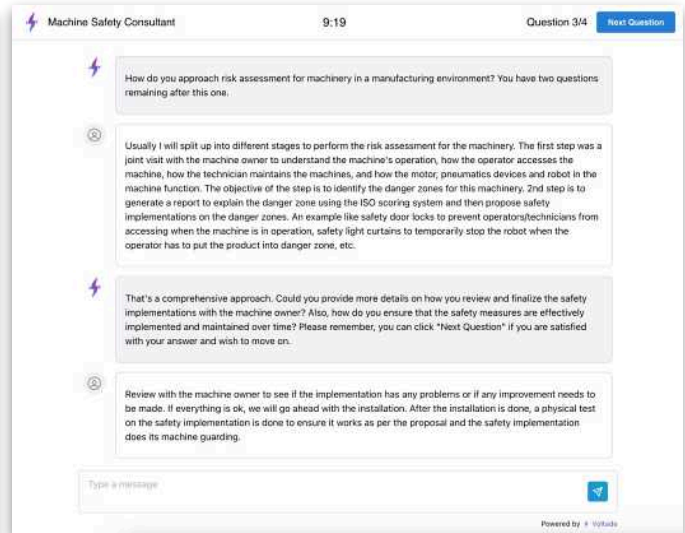 Machine Safety Consultant
9:19
Question 3/4
Next Question
How do you approach risk assessment for machinery in a manufacturing environment? You have two questions
remaining after this one.
Usually I will split up into different stages to perform the risk assessment for the machinery. The first step was a
joint visit with the machine owner to understand the machine's operation, how the operator accesses the
machine, how the technician maintains the machines, and how the motor, pneumatics devices and robot in the
machine function. The objective of the step is to identify the danger zones for this machinery. 2nd step is to
generate a report to explain the danger zone using the ISO scoring system and then propose safety
implementations on the danger zones. An example like safety door locks to prevent operators/technicians from
accessing when the machine is in operation, safety light curtains to temporarily stop the robot when the
operator has to put the product into danger zone, etc.
That's a comprehensive approach. Could you provide more details on how you review and finalize the safety
implementations with the machine owner? Also, how do you ensure that the safety measures are effectively
implemented and maintained over time? Please remember, you can click "Next Question" if you are satisfied
with your answer and wish to move on.
Review with the machine owner to see if the implementation has any problems or if any improvement needs to
be made. If everything is ok, we will go ahead with the installation. After the installation is done, a physical test
on the safety implementation is done to ensure it works as per the proposal and the safety implementation
does its machine guarding.
Type a message
Powered by